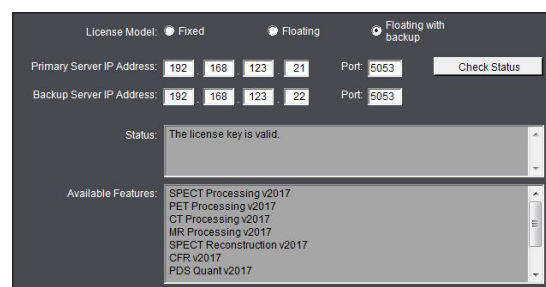 License Model: Fixed Floating Floating with backup
Primary Server IP Address: 192 . 168 . 123 . 21 Port: 5053 Check Status
Backup Server IP Address: 192 . 168 . 123 . 22 Port: 5053
Status: The license key is valid.
Available Features: SPECT Processing v2017
PET Processing v2017
CT Processing v2017
MR Processing v2017
SPECT Reconstruction v2017
CFR v2017
PDS Quant v2017